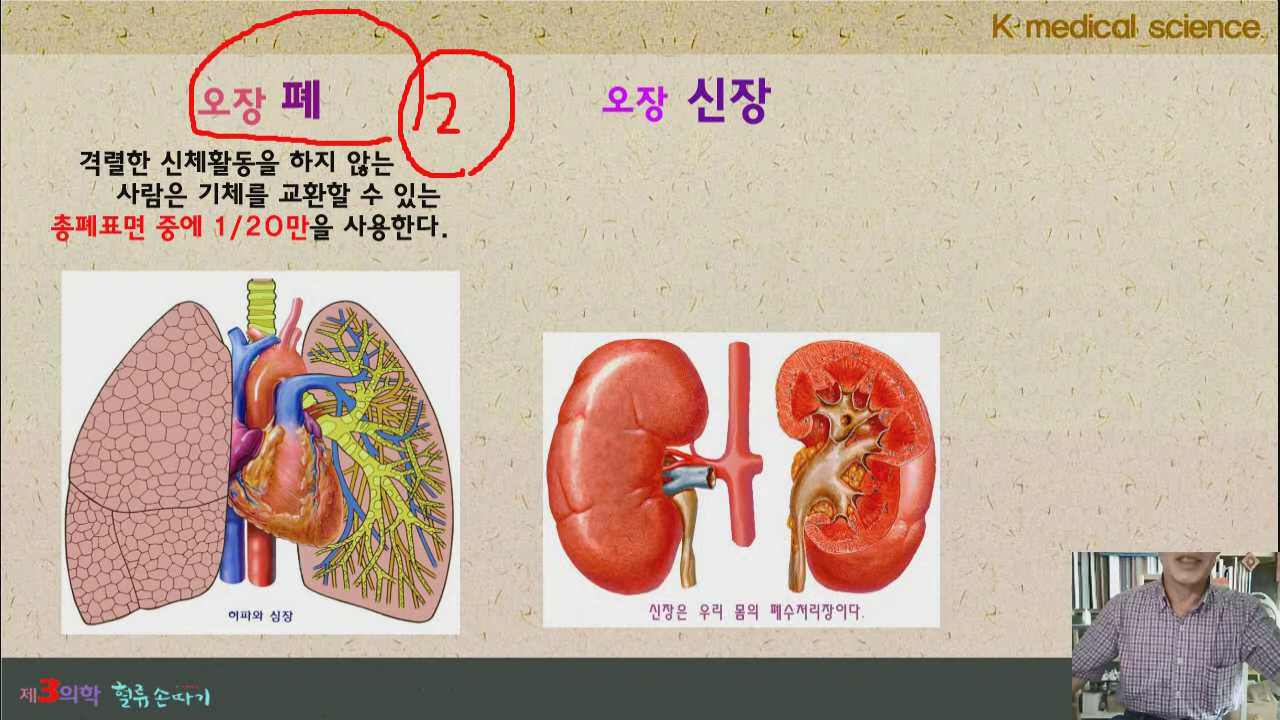 K medical science
오장 폐
2
오장 신장
격렬한 신체활동을 하지 않는
사람은 기체를 교환할 수 있는
총폐표면 중에 1/20만을 사용한다.
허파와 심장
신장은 우리 몸의 폐수처리장이다.
제3의학 혈류손따기